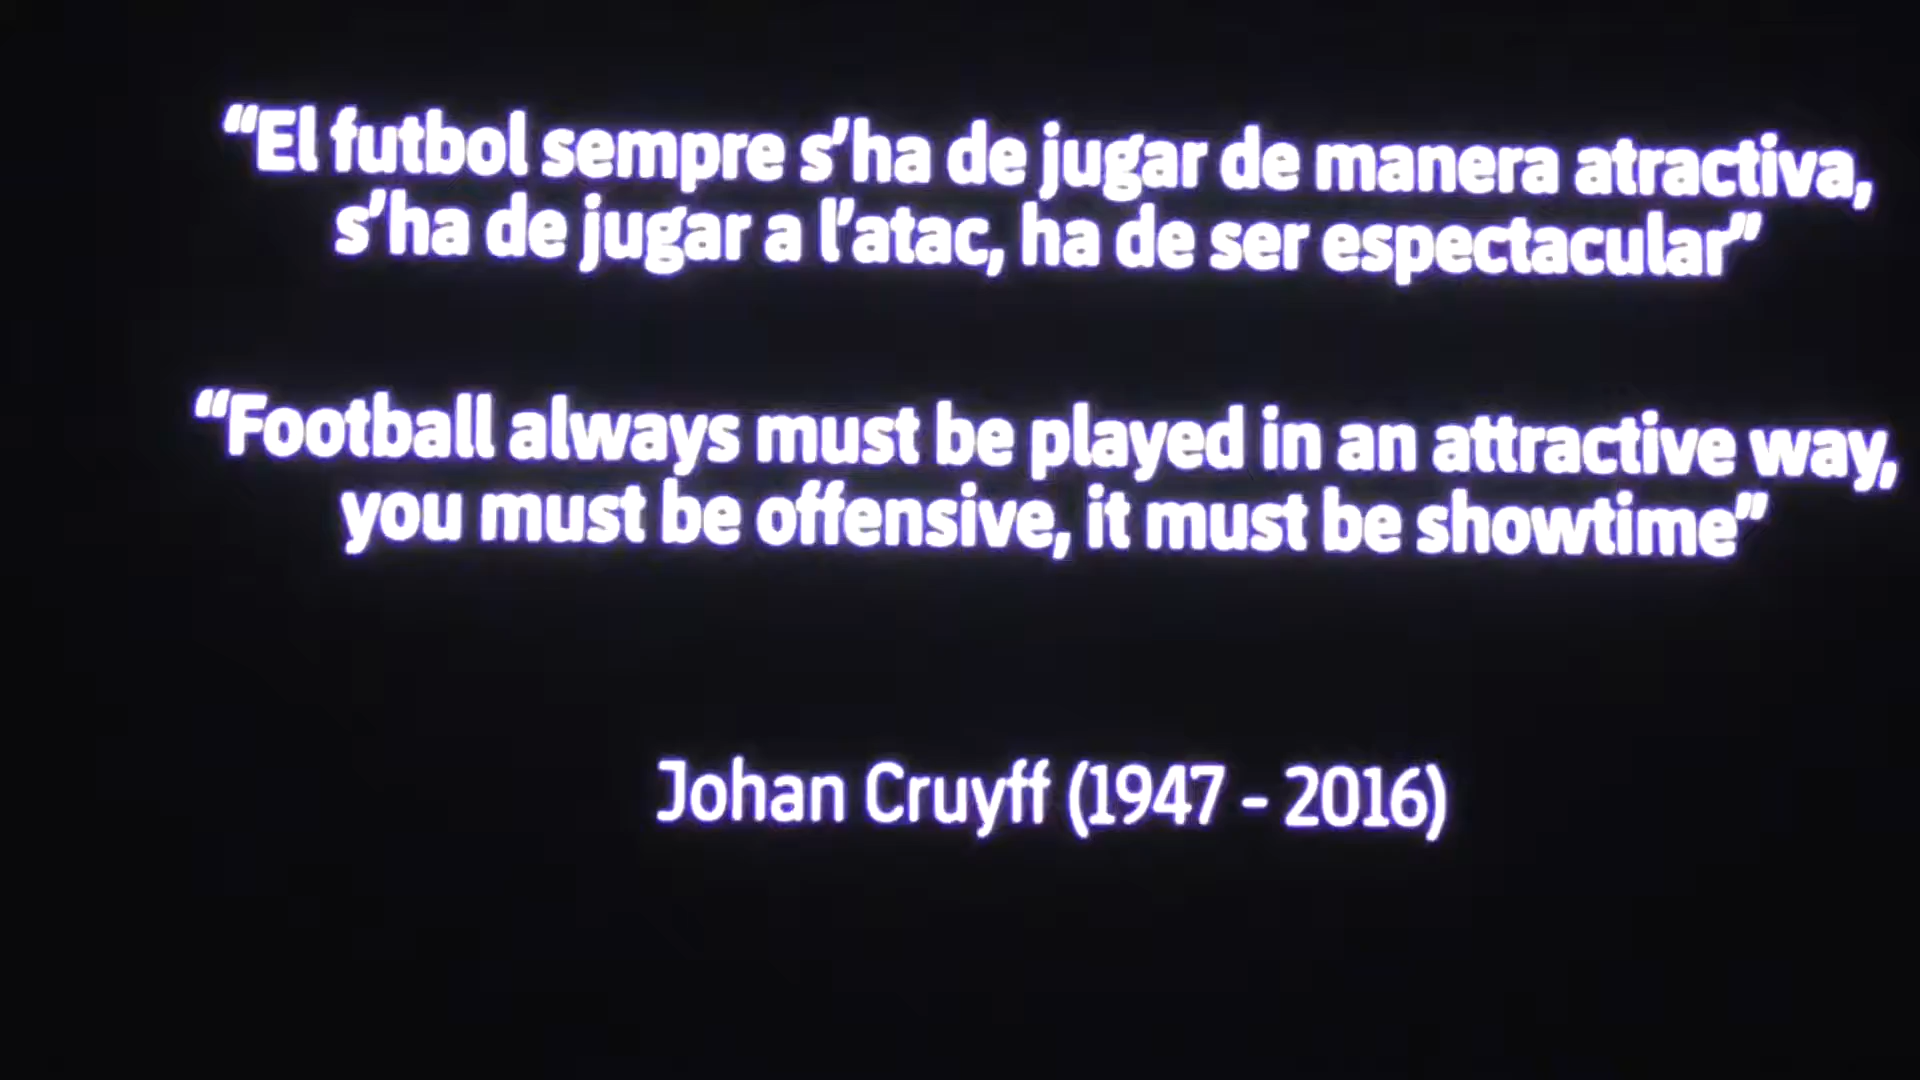 “El futbol sempre s’ha de jugar de manera atractiva,
s’ha de jugar a l’atac, ha de ser espectacular”
“Football always must be played in an attractive way,
you must be offensive, it must be showtime”
Johan Cruyff (1947 - 2016)